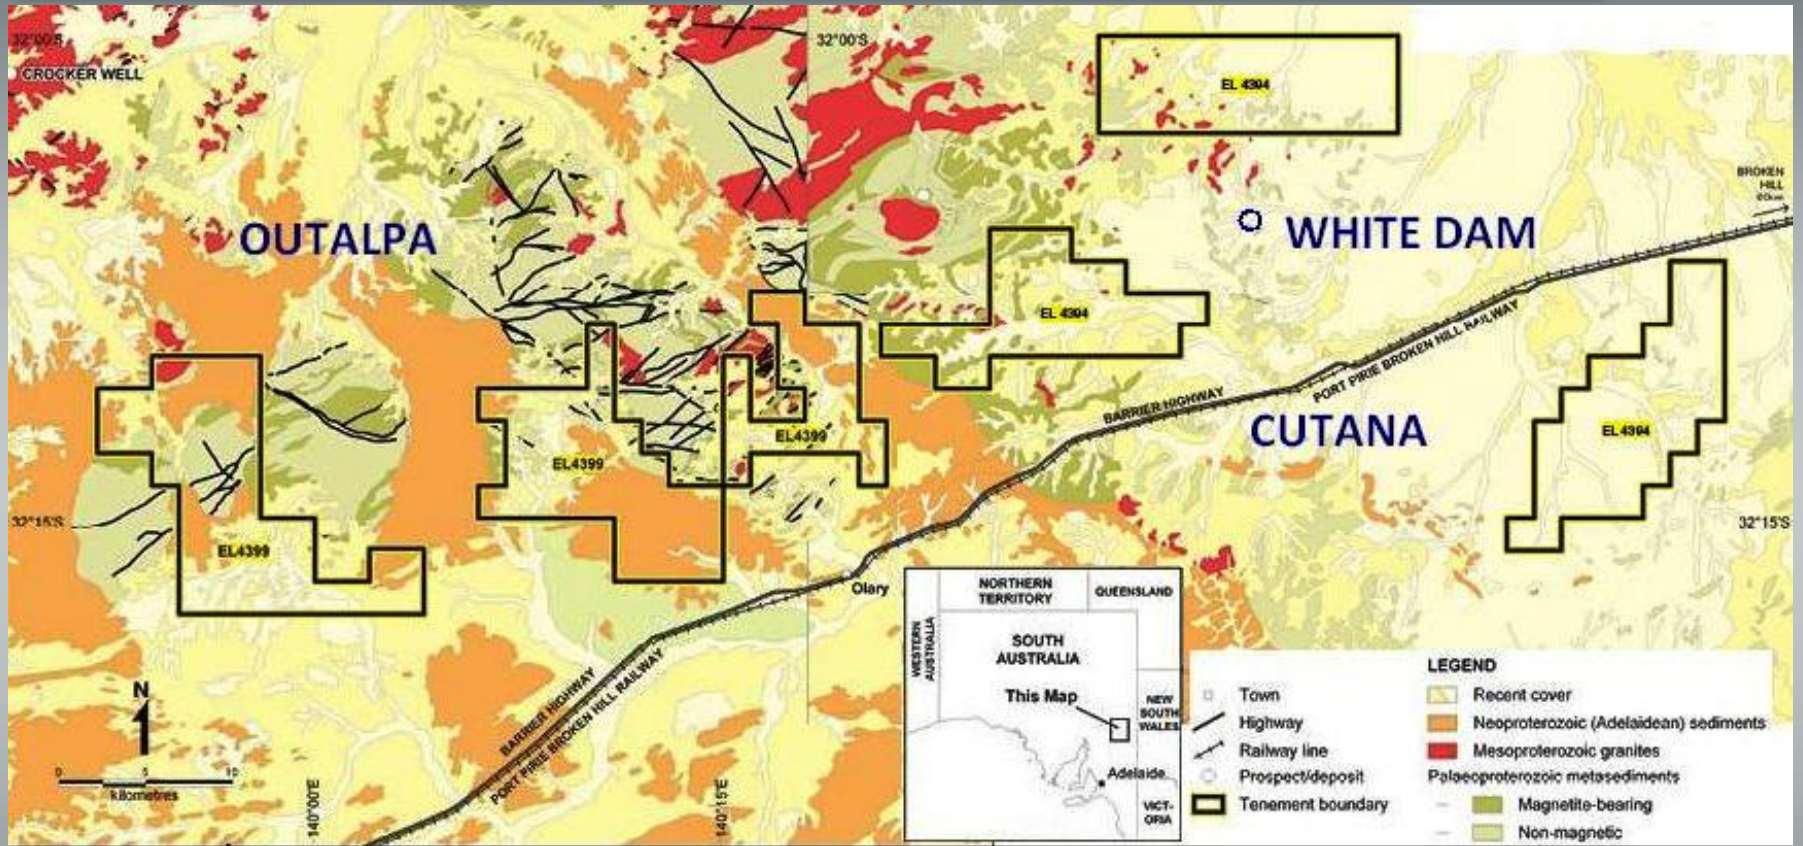 32°00'S
32°00'S
CROCKER WELL
EL 4394
BROKEN
HILL
OUTALPA
WHITE DAM
EL 4394
PORT PIRIE BROKEN HILL RAILWAY
BARRIER HIGHWAY
CUTANA
EL4399
EL4399
EL 4394
32°15'S
32°15'S
EL4399
Olary
BARRIER HIGHWAY
PORT PIRIE BROKEN HILL RAILWAY
N
0 5 10
kilometres
140°00'E
140°15'E
NORTHERN
TERRITORY
QUEENSLAND
WESTERN
AUSTRALIA
SOUTH
AUSTRALIA
This Map
NEW
SOUTH
WALES
Adelaide
VICT-
ORIA
Town
Highway
Railway line
Prospect/deposit
Tenement boundary
LEGEND
Recent cover
Neoproterozoic (Adelaidean) sediments
Mesoproterozoic granites
Palaeoproterozoic metasediments
Magnetite-bearing
Non-magnetic